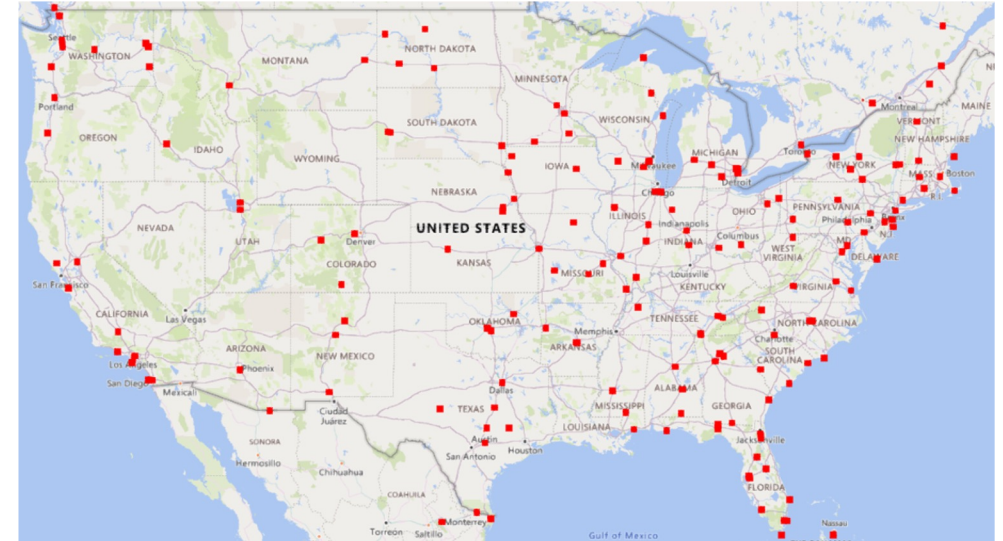 Seattle
WASHINGTON
MONTANA
NORTH DAKOTA
MINNESOTA
Portland
OREGON
IDAHO
WYOMING
SOUTH DAKOTA
WISCONSIN
MICHIGAN
Toronto
Montreal
MAINE
VERMONT
NEW HAMPSHIRE
Milwaukee
Detroit
NEW YORK
MASS
Boston
R.I.
IOWA
NEBRASKA
Chicago
NEVADA
UTAH
Denver
COLORADO
UNITED STATES
KANSAS
ILLINOIS
Indianapolis
INDIANA
OHIO
Columbus
PENNSYLVANIA
Philadelphia
N.J.
MD
DELAWARE
WEST
VIRGINIA
San Francisco
CALIFORNIA
Las Vegas
MISSOURI
Louisville
KENTUCKY
VIRGINIA
Los Angeles
San Diego
Mexicali
ARIZONA
Phoenix
NEW MEXICO
OKLAHOMA
ARKANSAS
Memphis
TENNESSEE
NORTH CAROLINA
Charlotte
SOUTH
CAROLINA
Ciudad
Juárez
Dallas
TEXAS
Austin
San Antonio
Houston
LOUISIANA
MISSISSIPPI
ALABAMA
GEORGIA
Jacksonville
FLORIDA
SONORA
Hermosillo
Chihuahua
COAHUILA
Torreón
Saltillo
Monterrey
Gulf of Mexico
Nassau